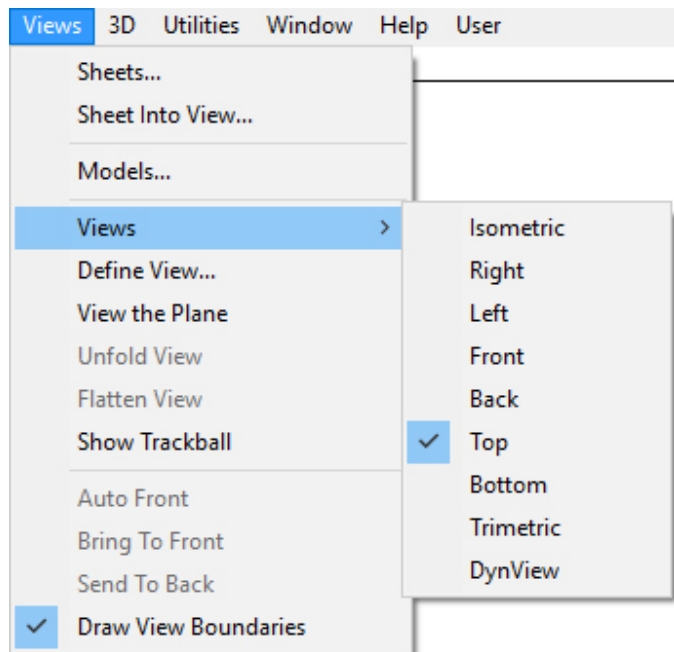 Views 3D Utilities Window Help User
Sheets...
Sheet Into View...
Models...
Views
Define View...
View the Plane
Unfold View
Flatten View
Show Trackball
Auto Front
Bring To Front
Send To Back
Draw View Boundaries
Isometric
Right
Left
Front
Back
Top
Bottom
Trimetric
DynView